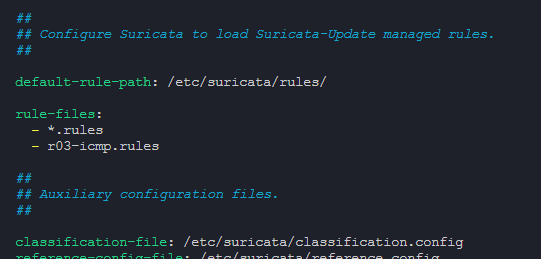 ##
## Configure Suricata to load Suricata-Update managed rules.
##
default-rule-path: /etc/suricata/rules/
rule-files:
- *.rules
- r03-icmp.rules
##
## Auxiliary configuration files.
##
classification-file: /etc/suricata/classification.config
reference-config-file: /etc/suricata/reference.config